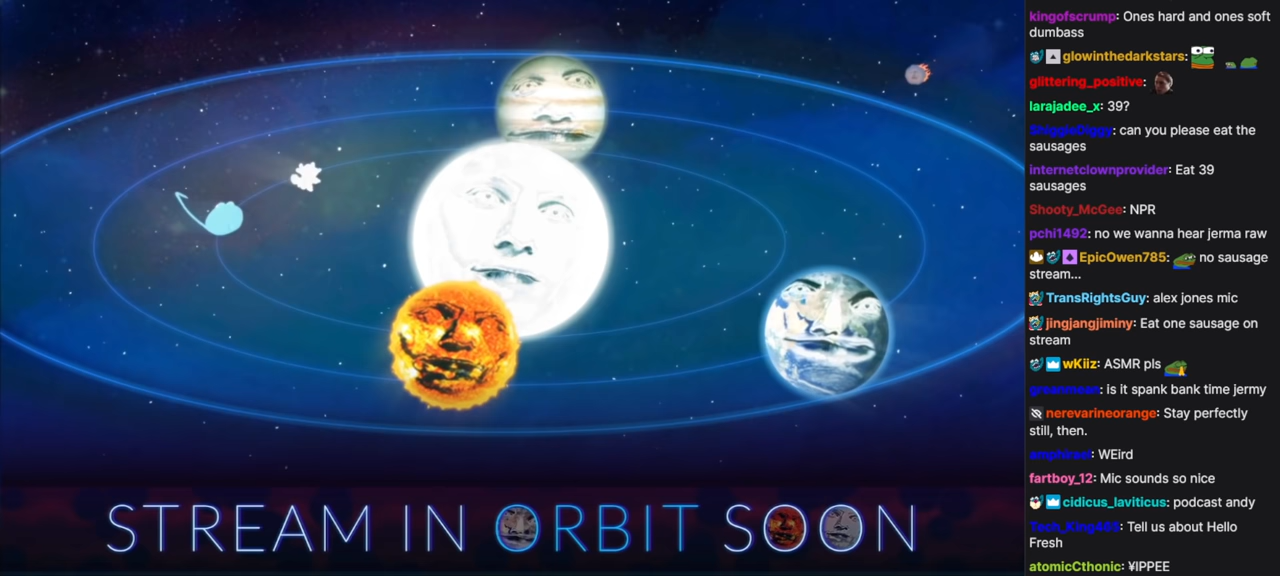 kingofscrump: Ones hard and ones soft
dumbass
glowinthedarkstars:
glittering_positive:
larajadee_x: 39?
ShiggieDiggy: can you please eat the
sausages
internetclownprovider: Eat 39
sausages
Shooty_McGee: NPR
pchi1492: no we wanna hear jerma raw
EpicOwen785: no sausage
stream...
TransRightsGuy: alex jones mic
jingjangjiminy: Eat one sausage on
stream
wKiiz: ASMR pls
greanmean: is it spank bank time jermy
nerevarineorange: Stay perfectly
still, then.
: WEird
fartboy_12: Mic sounds so nice
cidicus_laviticus: podcast andy
Tech_King465: Tell us about Hello
Fresh
atomicCthonic: ¥IPPEE
STREAM IN ORBIT SOON